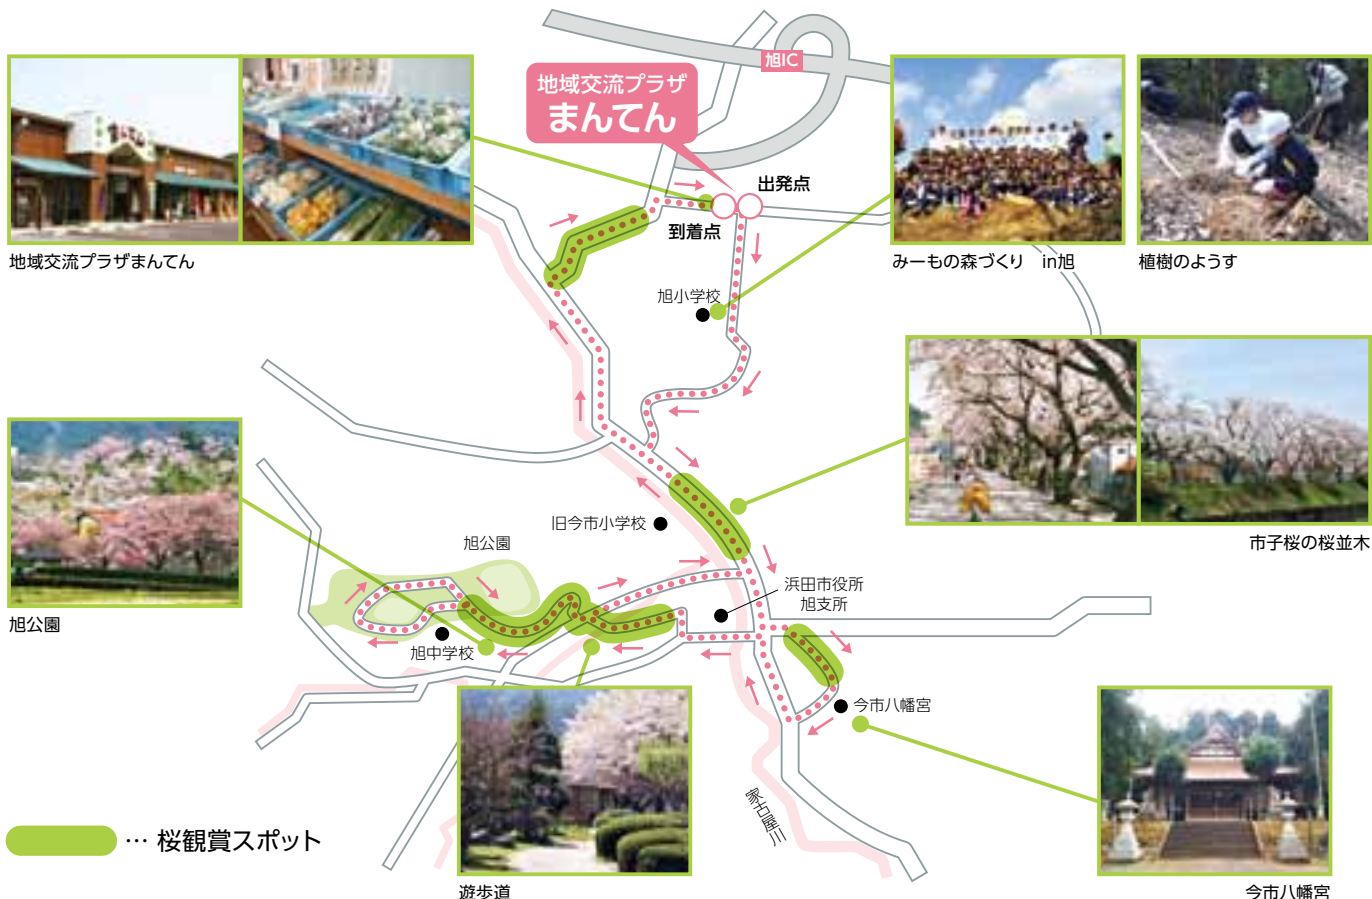 旭IC
地域交流プラザ
まんてん
出発点
到着点
地域交流プラザまんてん
まんてん
みーもの森づくり　in旭
植樹のようす
旭小学校
市子桜の桜並木
旧今市小学校
旭公園
浜田市役所
旭支所
旭公園
旭中学校
今市八幡宮
家古屋川
… 桜観賞スポット
遊歩道
今市八幡宮